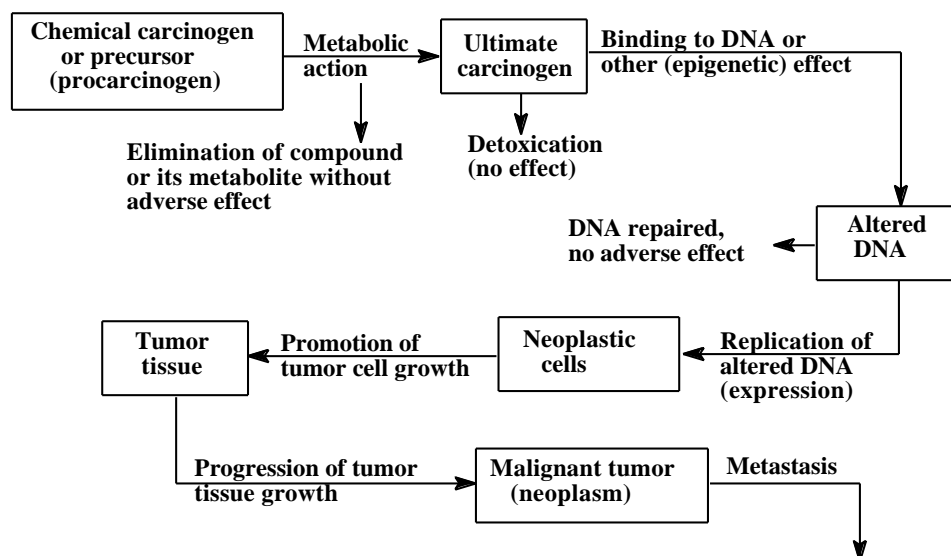 Chemical carcinogen
or precursor
(procarcinogen)
Metabolic
action
Ultimate
carcinogen
Binding to DNA or
other (epigenetic) effect
Elimination of compound
or its metabolite without
adverse effect
Detoxication
(no effect)
DNA repaired,
no adverse effect
Altered
DNA
Tumor
tissue
Promotion of
tumor cell growth
Neoplastic
cells
Replication of
altered DNA
(expression)
Progression of tumor
tissue growth
Malignant tumor
(neoplasm)
Metastasis